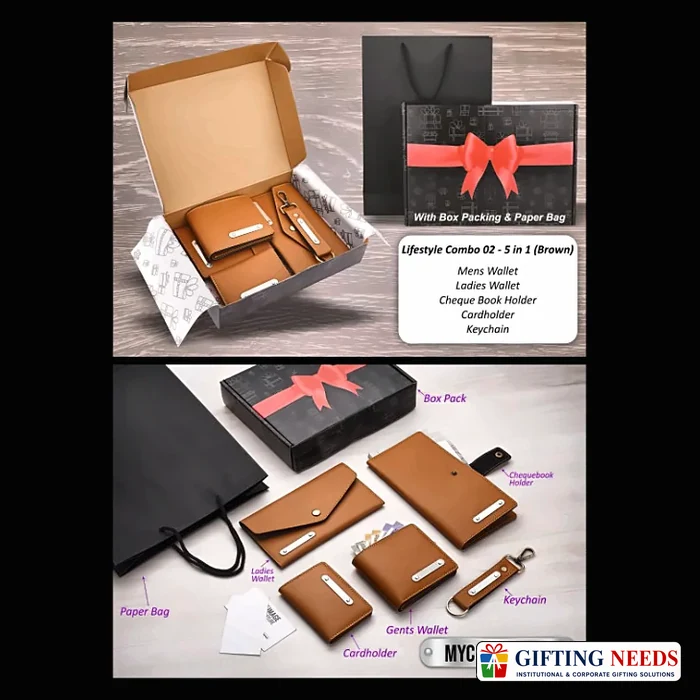 With Box Packing & Paper Bag
Lifestyle Combo 02 - 5 in 1 (Brown)
Mens Wallet
Ladies Wallet
Cheque Book Holder
Cardholder
Keychain
Box Pack
Chequebook
Holder
Ladies
Wallet
Keychain
Paper Bag
Gents Wallet
Cardholder
MYC
GIFTING NEEDS
INSTITUTIONAL & CORPORATE GIFTING SOLUTIONS